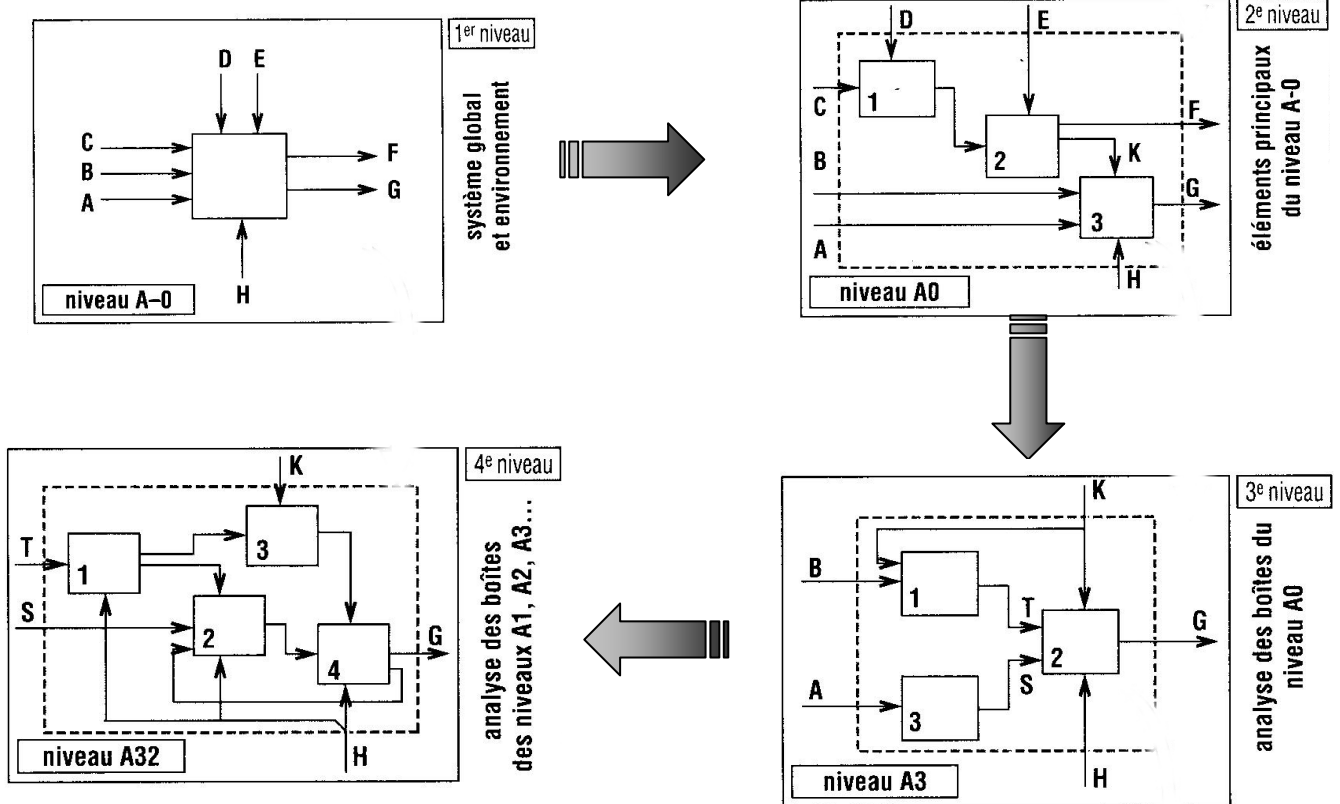 1er niveau
D E
C
B
A
F
G
H
niveau A–0
système global
et environnement
2e niveau
D
E
C
1
2
F
K
B
G
3
A
H
niveau A0
éléments principaux
du niveau A-0
4e niveau
K
T
1
3
S
2
G
4
H
niveau A32
analyse des boîtes
des niveaux A1, A2, A3...
3e niveau
K
B
1
T
G
2
A
S
3
H
niveau A3
analyse des boîtes du
niveau A0